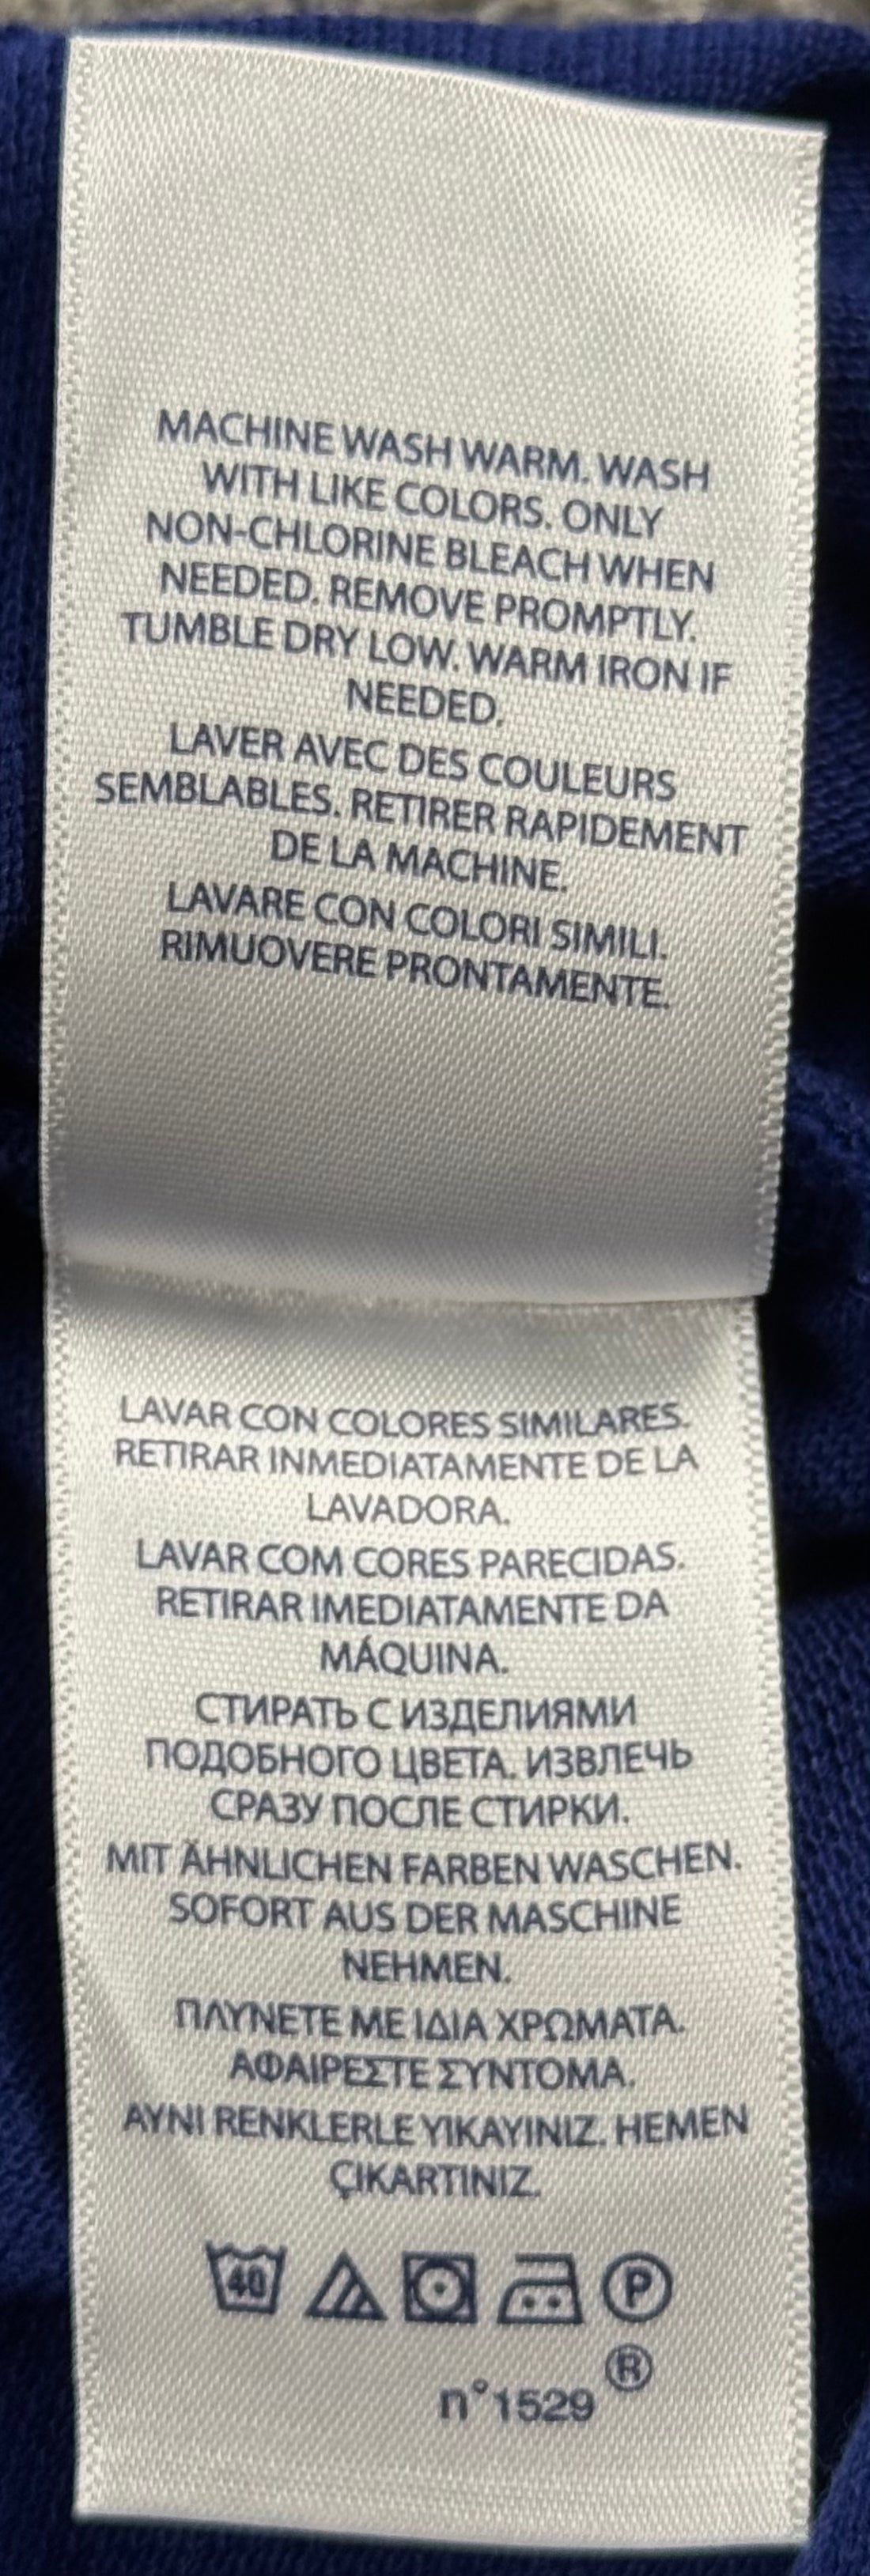 MACHINE WASH WARM. WASH
WITH LIKE COLORS. ONLY
NON-CHLORINE BLEACH WHEN
NEEDED. REMOVE PROMPTLY.
TUMBLE DRY LOW. WARM IRON IF
NEEDED.
LAVER AVEC DES COULEURS
SEMBLABLES. RETIRER RAPIDEMENT
DE LA MACHINE.
LAVARE CON COLORI SIMILI.
RIMUOVERE PRONTAMENTE.
LAVAR CON COLORES SIMILARES.
RETIRAR INMEDIATAMENTE DE LA
LAVADORA.
LAVAR COM CORES PARECIDAS.
RETIRAR IMEDIATAMENTE DA
MÁQUINA.
СТИРАТЬ С ИЗДЕЛИЯМИ
ПОДОБНОГО ЦВЕТА. ИЗВЛЕЧЬ
СРАЗУ ПОСЛЕ СТИРКИ.
MIT ÄHNLICHEN FARBEN WASCHEN.
SOFORT AUS DER MASCHINE
NEHMEN.
ΠΛΥΝΕΤΕ ΜΕ ΙΔΙΑ ΧΡΩΜΑΤΑ.
ΑΦΑΙΡΕΣΤΕ ΣΥΝΤΟΜΑ.
AYNI RENKLERLE YIKAYINIZ. HEMEN
ÇIKARTINIZ.
40 P
n°1529 ®